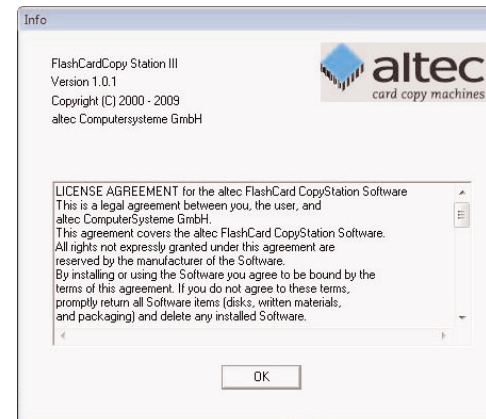 Info
FlashCardCopy Station III
Version 1.0.1
Copyright (C) 2000 - 2009
altec Computersysteme GmbH
altec
card copy machines
LICENSE AGREEMENT for the altec FlashCard CopyStation Software
This is a legal agreement between you, the user, and
altec ComputerSysteme GmbH.
This agreement covers the altec FlashCard CopyStation Software.
All rights not expressly granted under this agreement are
reserved by the manufacturer of the Software.
By installing or using the Software you agree to be bound by the
terms of this agreement. If you do not agree to these terms,
promptly return all Software items (disks, written materials,
and packaging) and delete any installed Software.
OK